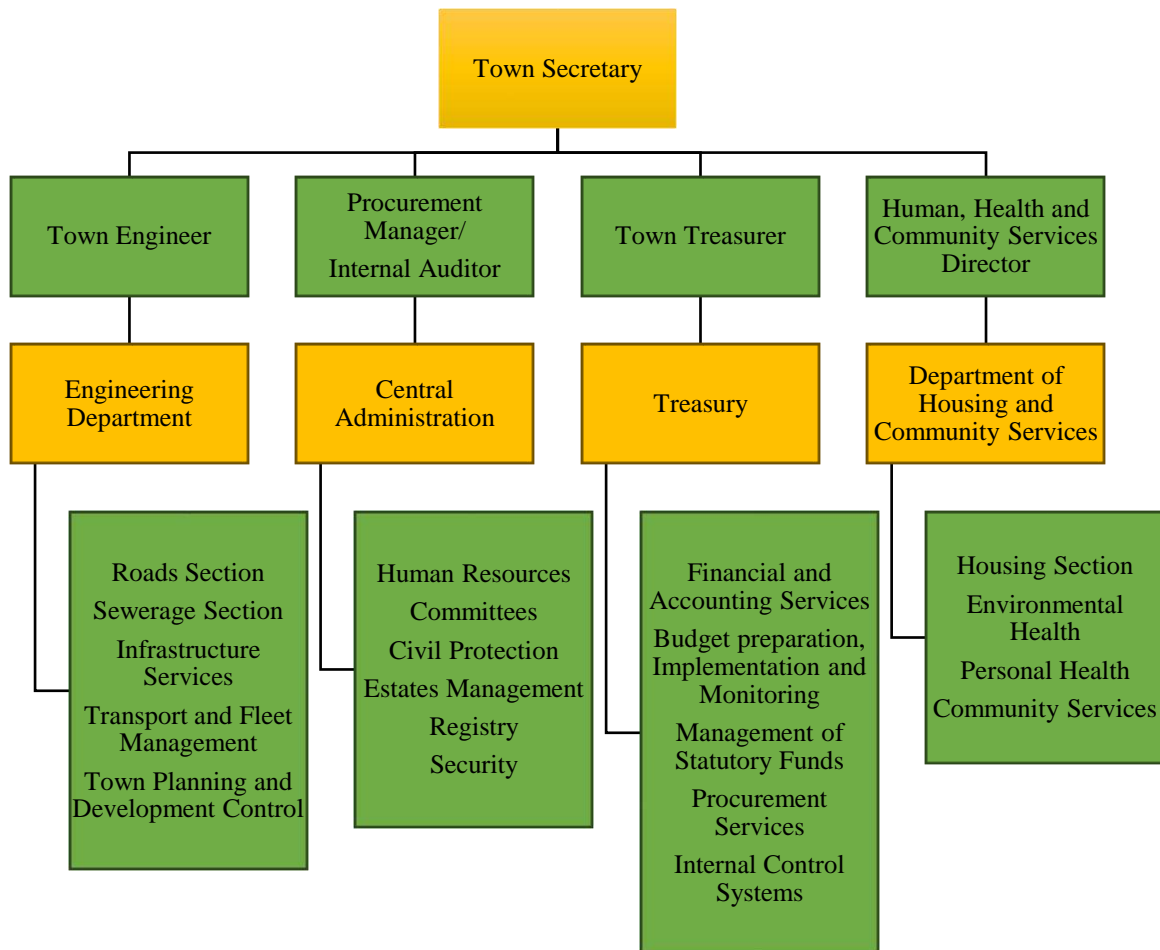 Town Secretary
Town Engineer
Procurement
Manager/
Internal Auditor
Town Treasurer
Human, Health and
Community Services
Director
Engineering
Department
Central
Administration
Treasury
Department of
Housing and
Community Services
Roads Section
Sewerage Section
Infrastructure
Services
Transport and Fleet
Management
Town Planning and
Development Control
Human Resources
Committees
Civil Protection
Estates Management
Registry
Security
Financial and
Accounting Services
Budget preparation,
Implementation and
Monitoring
Management of
Statutory Funds
Procurement
Services
Internal Control
Systems
Housing Section
Environmental
Health
Personal Health
Community Services